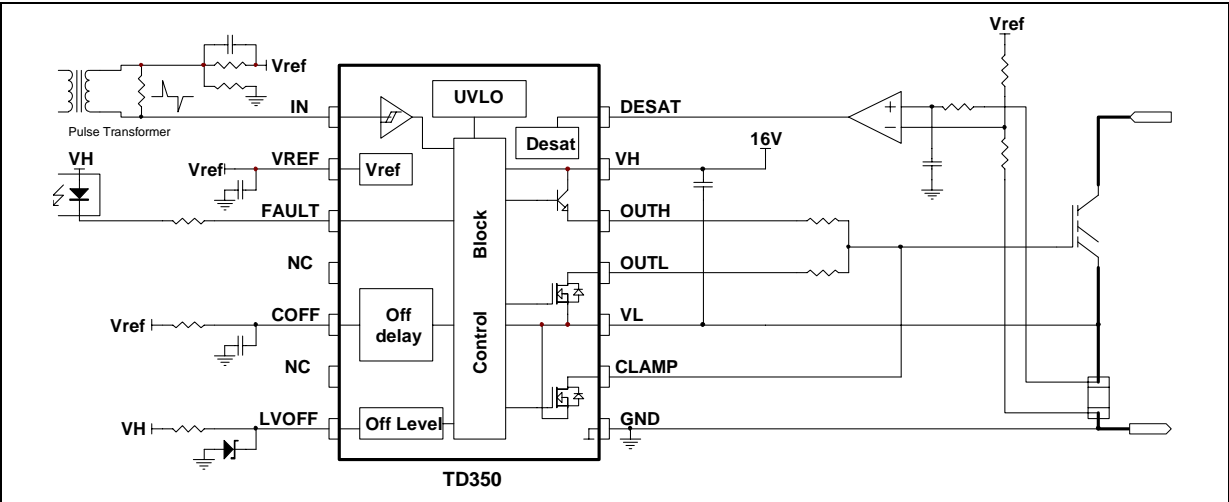 Vref
Vref
IN
UVLO
DESAT
+
−
Pulse Transformer
Desat
16V
VH
Vref
VREF
Vref
VH
FAULT
OUTH
NC
OUTL
Control Block
Vref
COFF
Off
delay
VL
NC
CLAMP
VH
LVOFF
Off Level
GND
TD350